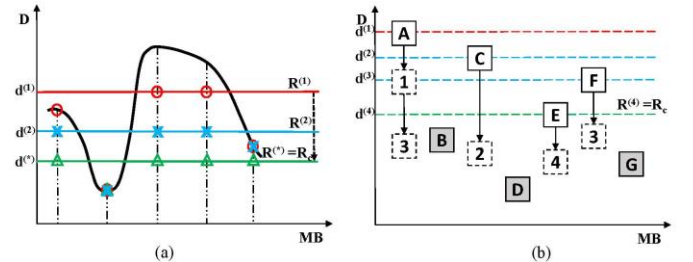 D
d(1)
R(1)
d(2)
R(2)
d(*)
R(*)=Rc
MB
(a)
D
d(1)
A
d(2)
C
d(3)
1
F
d(4)
R(4) =Rc
E
3
B
2
4
3
D
G
MB
(b)